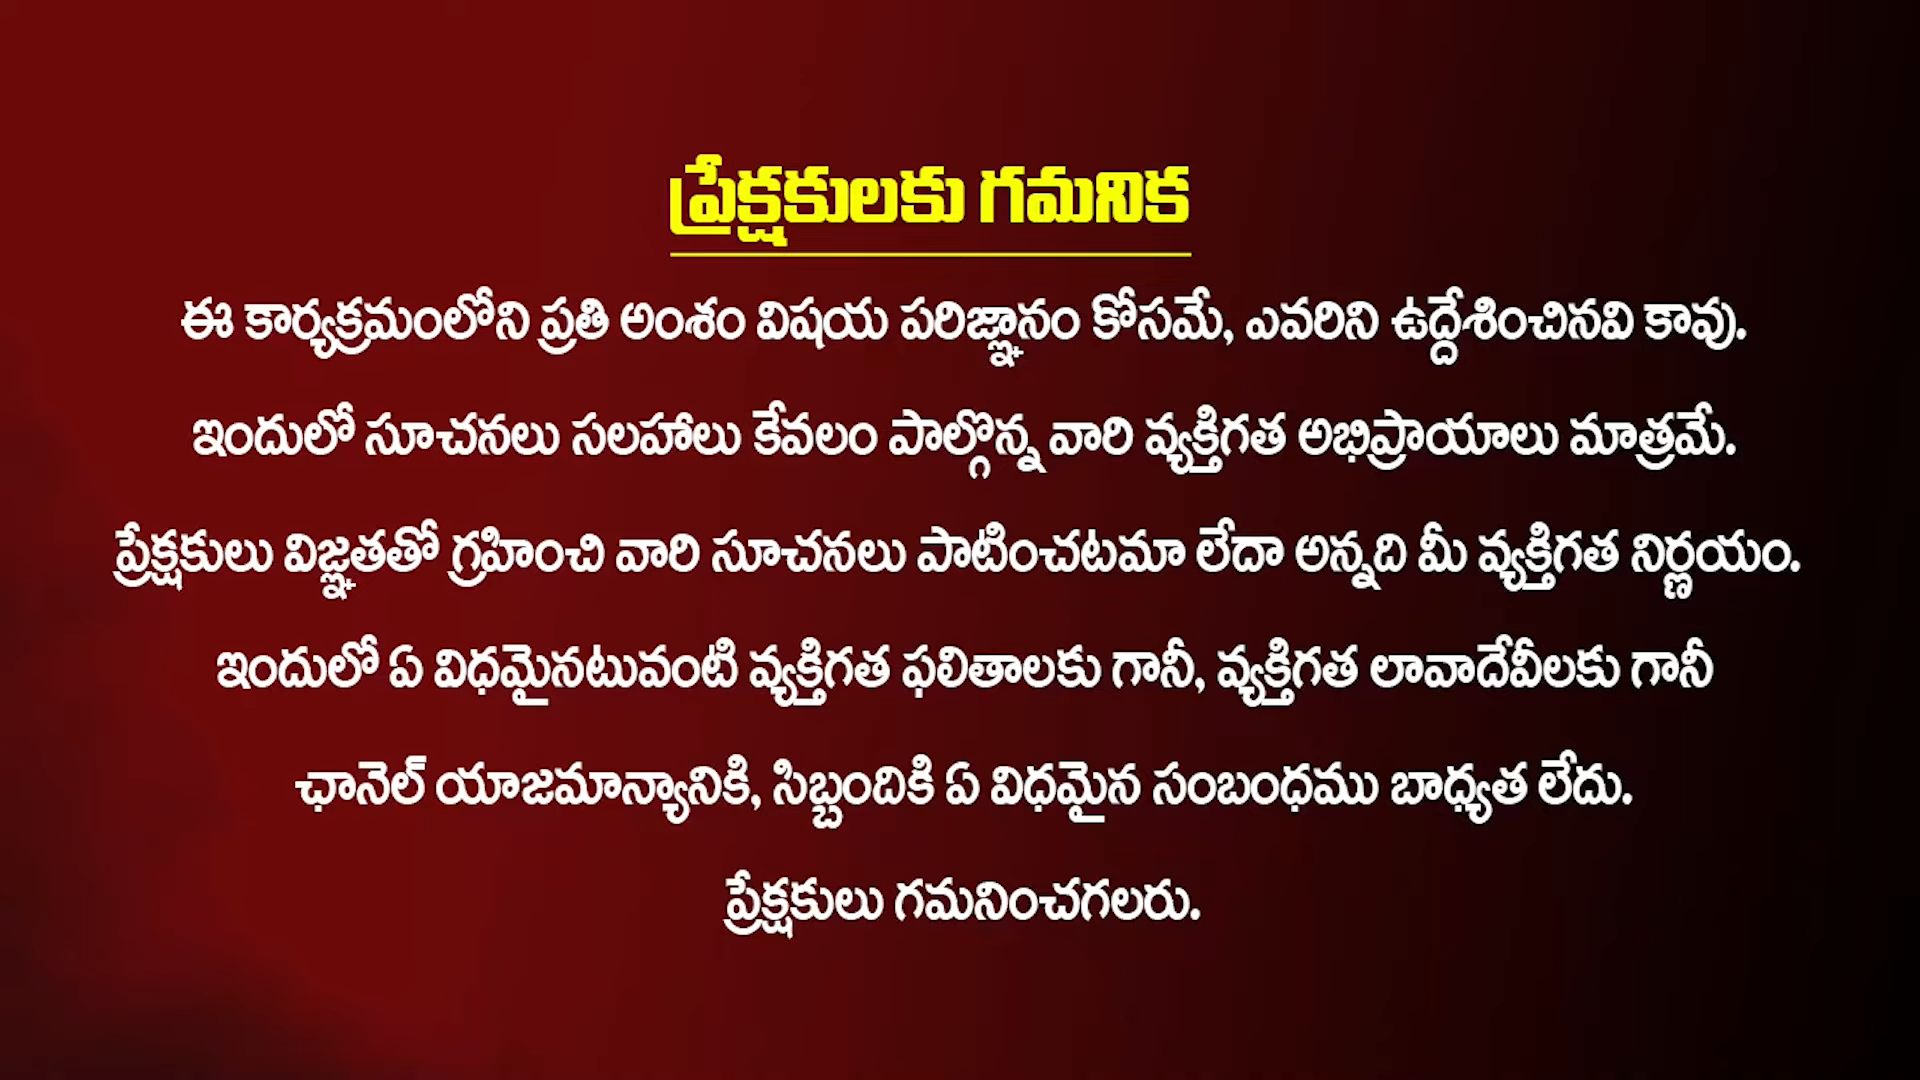 ప్రేక్షకులకు గమనిక
ఈ కార్యక్రమంలోని ప్రతి అంశం విషయ పరిజ్ఞానం కోసమే, ఎవరిని ఉద్దేశించినవి కావు.
ఇందులో సూచనలు సలహాలు కేవలం పాల్గొన్న వారి వ్యక్తిగత అభిప్రాయాలు మాత్రమే.
ప్రేక్షకులు విజ్ఞతతో గ్రహించి వారి సూచనలు పాటించటమా లేదా అన్నది మీ వ్యక్తిగత నిర్ణయం.
ఇందులో ఏ విధమైనటువంటి వ్యక్తిగత ఫలితాలకు గానీ, వ్యక్తిగత లావాదేవీలకు గానీ
ఛానెల్ యాజమాన్యానికి, సిబ్బందికి ఏ విధమైన సంబంధము బాధ్యత లేదు.
ప్రేక్షకులు గమనించగలరు.